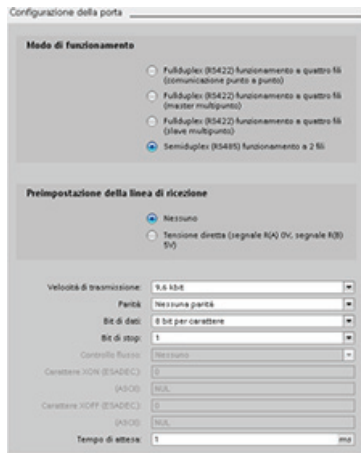 Configurazione della porta
Modo di funzionamento
Fullduplex (RS422) funzionamento a quattro fili
(comunicazione punto a punto)
Fullduplex (RS422) funzionamento a quattro fili
(master multipunto)
Fullduplex (RS422) funzionamento a quattro fili
(slave multipunto)
Semiduplex (RS485) funzionamento a 2 fili
Preimpostazione della linea di ricezione
Nessuno
Tensione diretta (segnale R(A) 0V, segnale R(B)
5V)
Velocità di trasmissione: 9,6 kbit
Parità: Nessuna parità
Bit di dati: 8 bit per carattere
Bit di stop: 1
Controllo flusso: Nessuno
Carattere XON (ESADEC.): 0
(ASCII): NUL
Carattere XOFF (ESADEC.): 0
(ASCII): NUL
Tempo di attesa: 1 ms